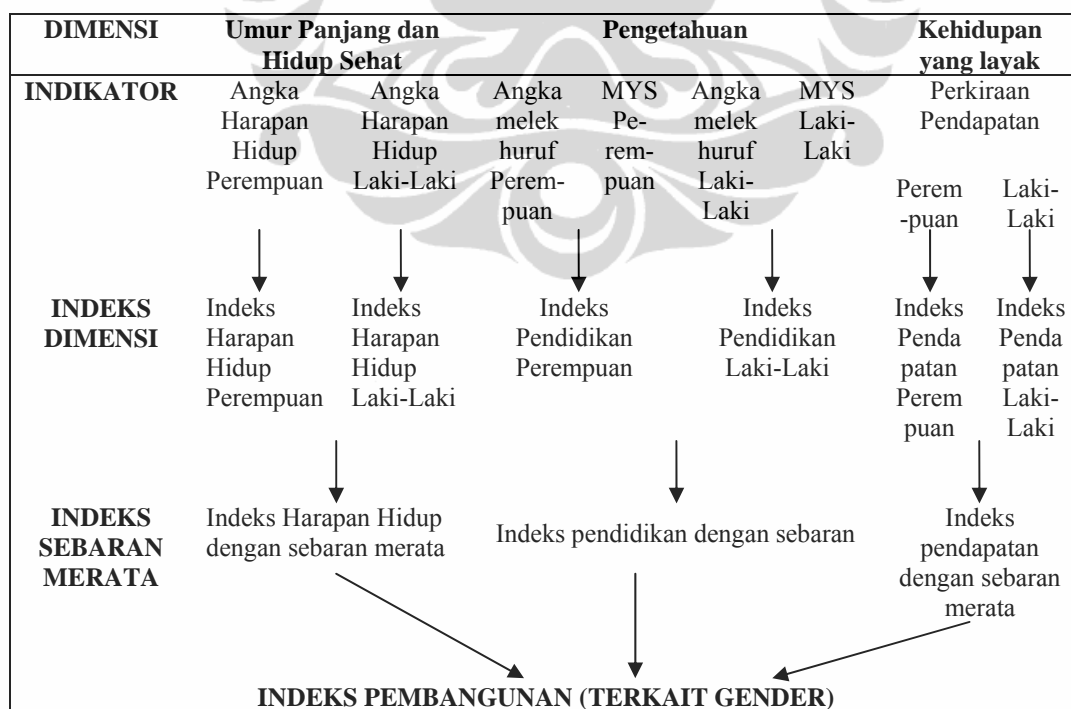 DIMENSI
Umur Panjang dan
Hidup Sehat
Pengetahuan
Kehidupan
yang layak
INDIKATOR
Angka
Harapan
Hidup
Perempuan
Angka
Harapan
Hidup
Laki-Laki
Angka
melek
huruf
Perem-
puan
MYS
Pe-
rem-
puan
Angka
melek
huruf
Laki-
Laki
MYS
Laki-
Laki
Perkiraan
Pendapatan
Perem
-puan
Laki-
Laki
INDEKS
DIMENSI
Indeks
Harapan
Hidup
Perempuan
Indeks
Harapan
Hidup
Laki-Laki
Indeks
Pendidikan
Perempuan
Indeks
Pendidikan
Laki-Laki
Indeks
Penda
patan
Perem
puan
Indeks
Penda
patan
Laki-
Laki
INDEKS
SEBARAN
MERATA
Indeks Harapan Hidup
dengan sebaran merata
Indeks pendidikan dengan sebaran
Indeks
pendapatan
dengan sebaran
merata
INDEKS PEMBANGUNAN (TERKAIT GENDER)